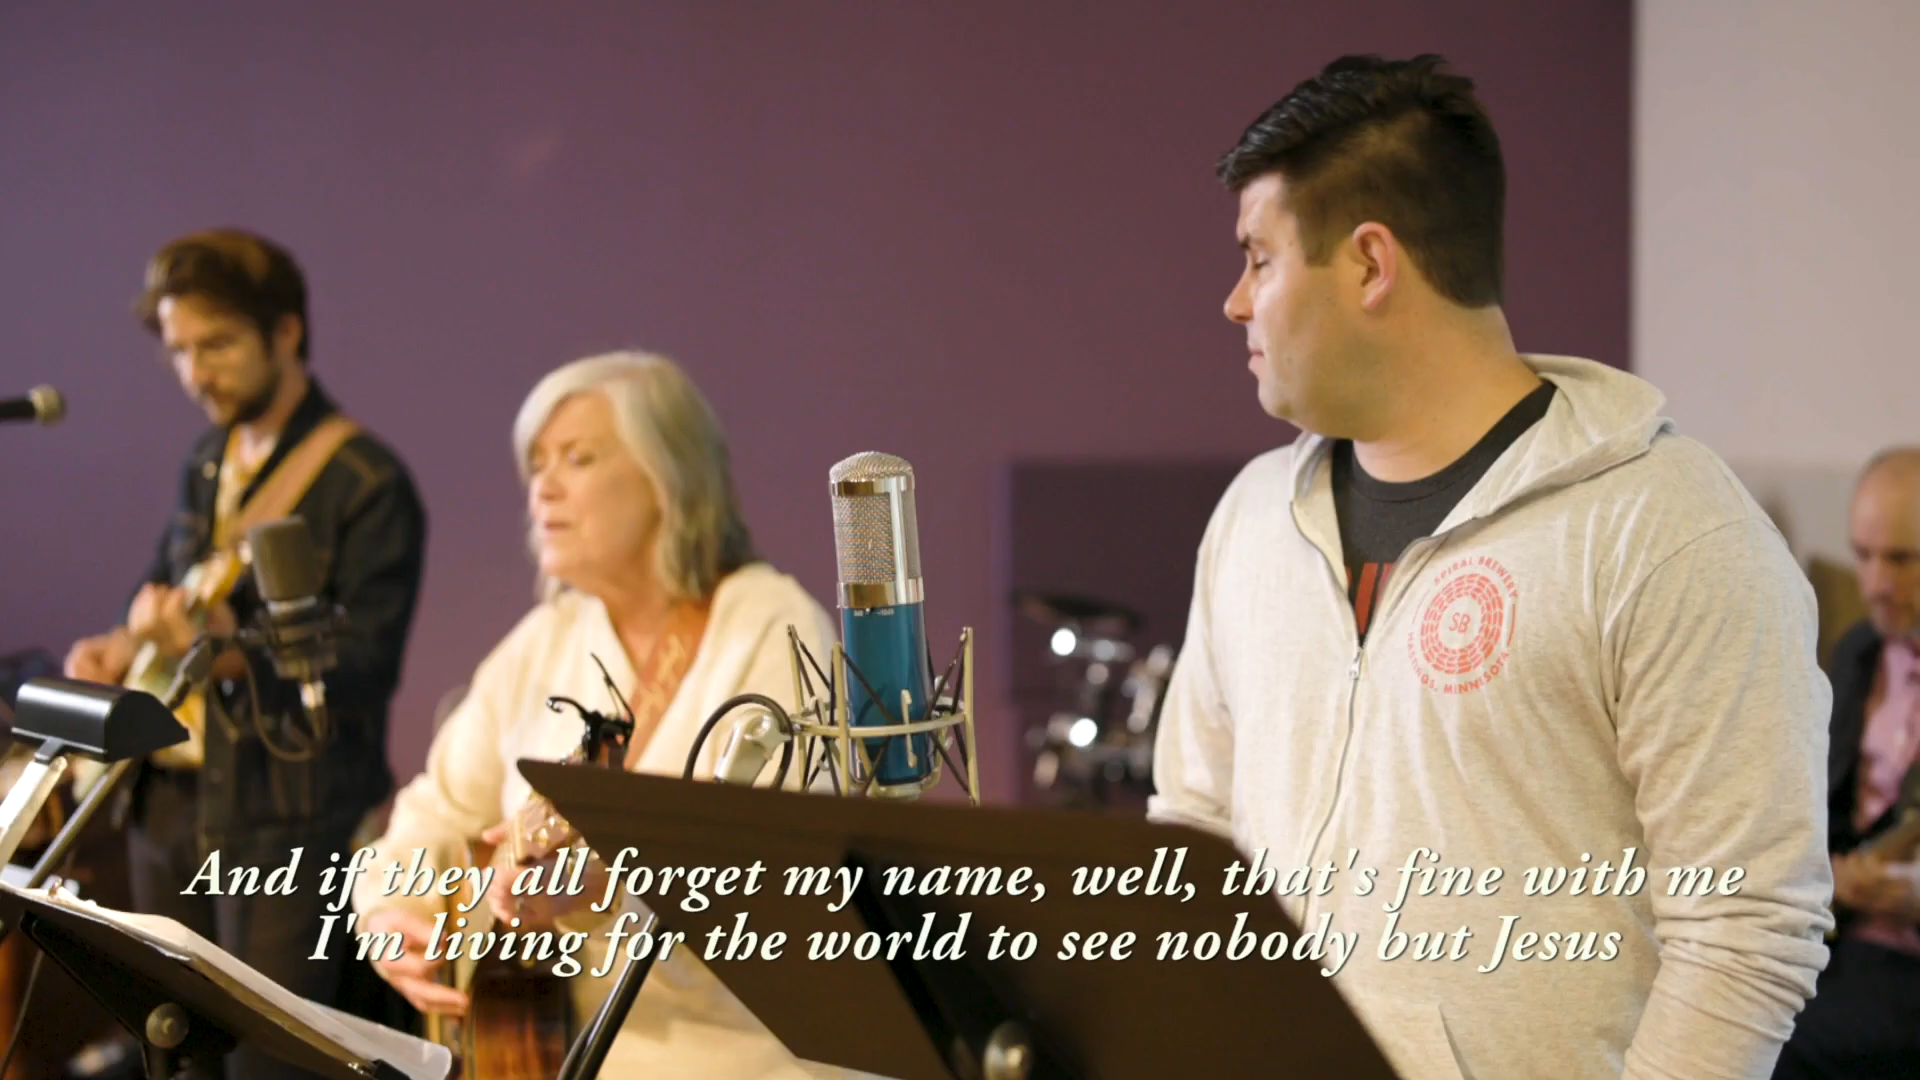 SPIRAL BREWERY
SB
HASTINGS, MINNESOTA
And if they all forget my name, well, that's fine with me
I'm living for the world to see nobody but Jesus